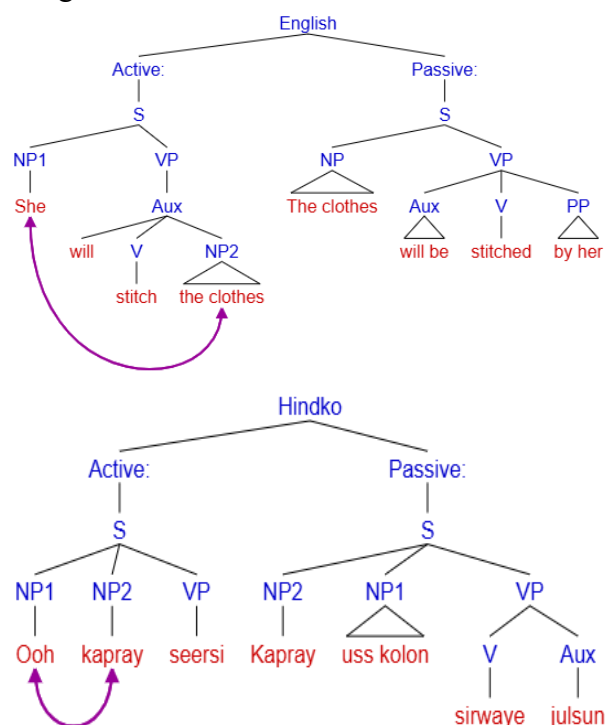 English
Active: Passive:
S S
NP1 VP NP VP
She Aux The clothes Aux V PP
will V NP2 will be stitched by her
stitch the clothes
Hindko
Active: Passive:
S S
NP1 NP2 VP NP2 NP1 VP
Ooh kapray seersi Kapray uss kolon V Aux
sirwaye julsun